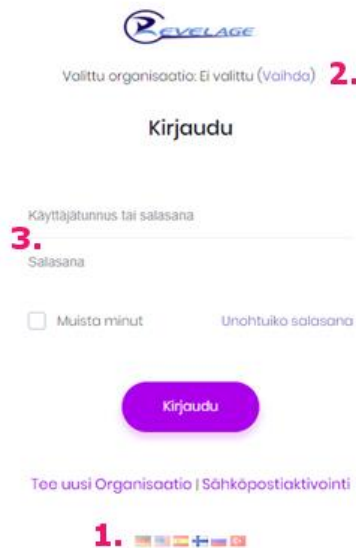 REVELAGE
Valittu organisaatio: Ei valittu (Vaihda) 2.
Kirjaudu
Käyttäjätunnus tai salasana
3.
Salasana
Muista minut Unohtuiko salasana
Kirjaudu
Tee uusi Organisaatio | Sähköpostiaktivointi
1.